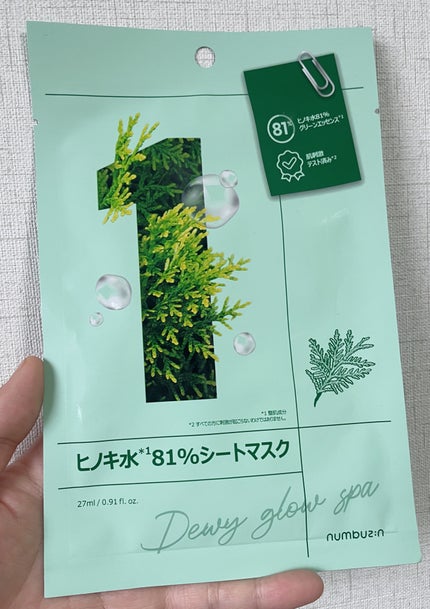 81%
ヒノキ水81%
グリーンエッセンス*1
肌刺激
テスト済み*2
1
*1 整肌成分
*2 すべての方に刺激が起こらないわけではありません。
ヒノキ水*1 81%シートマスク
27ml / 0.91 fl. oz.
Dewy glow spa
numbuz:n